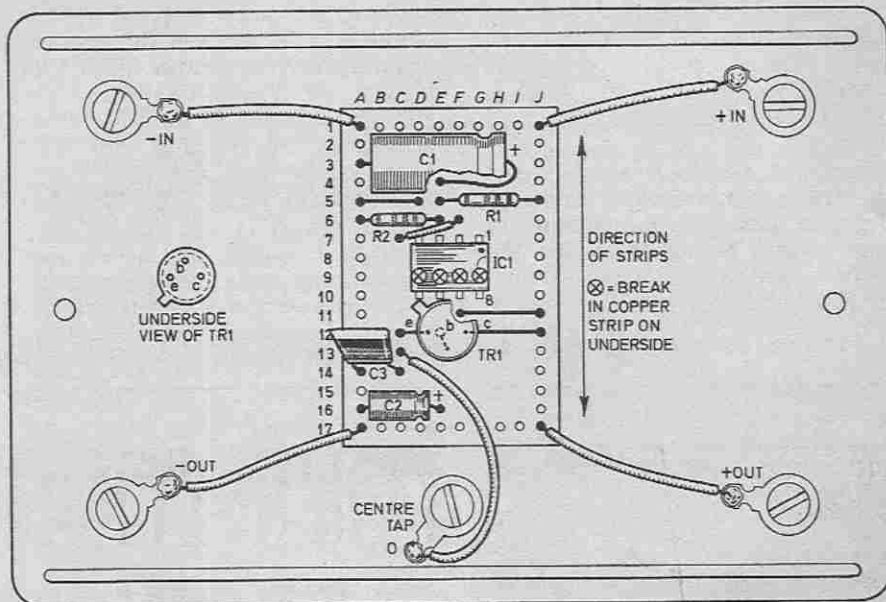 A B C D E F G H I J
-IN
+IN
1
2
3
4
5
6
7
8
9
10
11
12
13
14
15
16
17
C1
+
R1
R2
1
IC1
8
e b c
TR1
C3
C2
+
b
e c
UNDERSIDE
VIEW OF TR1
DIRECTION
OF STRIPS
⊗=BREAK
IN COPPER
STRIP ON
UNDERSIDE
-OUT
+OUT
CENTRE
TAP
O